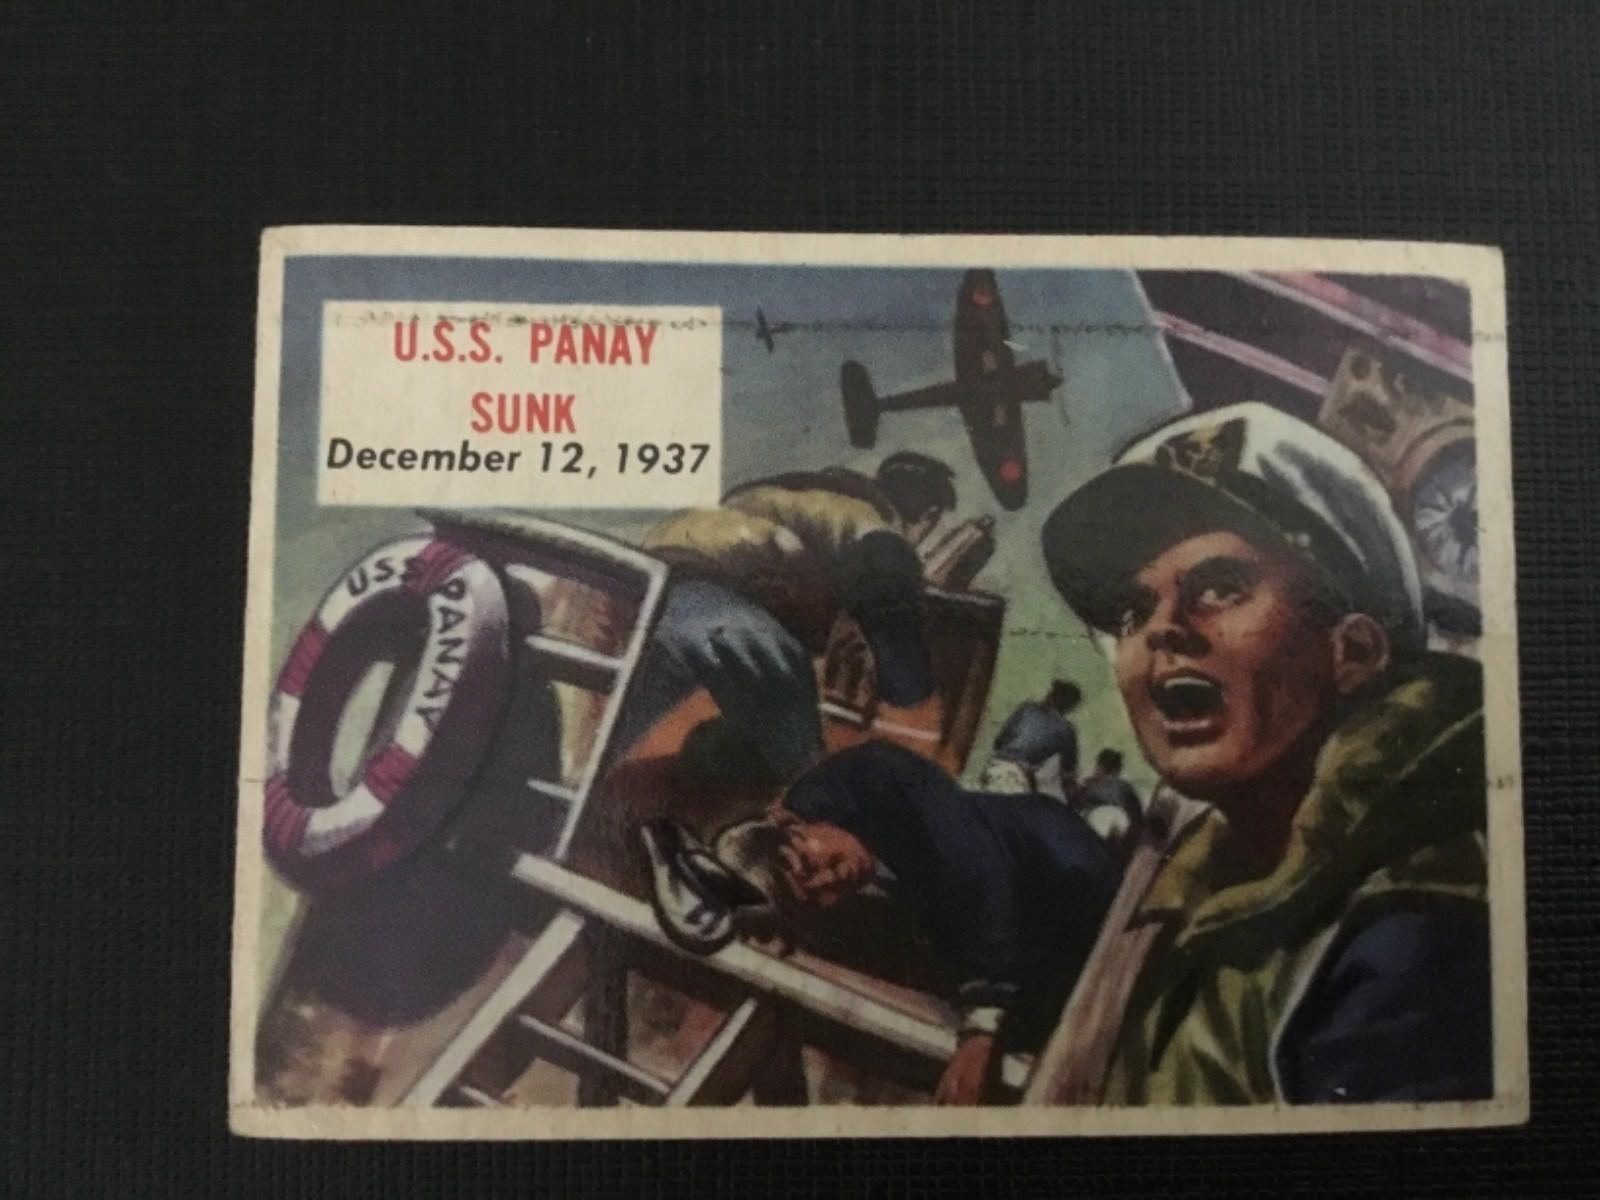 U.S.S. PANAY
SUNK
December 12, 1937
USS PANAY